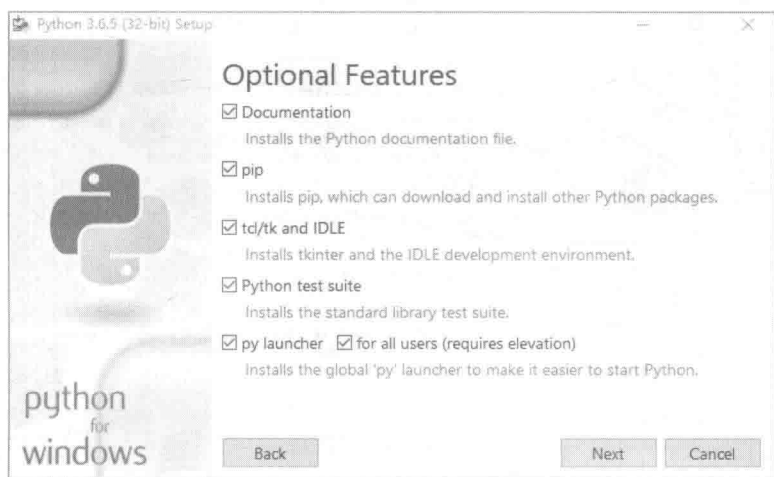 Python 3.6.5 (32-bit) Setup
Optional Features
Documentation
Installs the Python documentation file.
pip
Installs pip, which can download and install other Python packages.
tcl/tk and IDLE
Installs tkinter and the IDLE development environment.
Python test suite
Installs the standard library test suite.
py launcher for all users (requires elevation)
Installs the global 'py' launcher to make it easier to start Python.
python
for
windows
Back Next Cancel